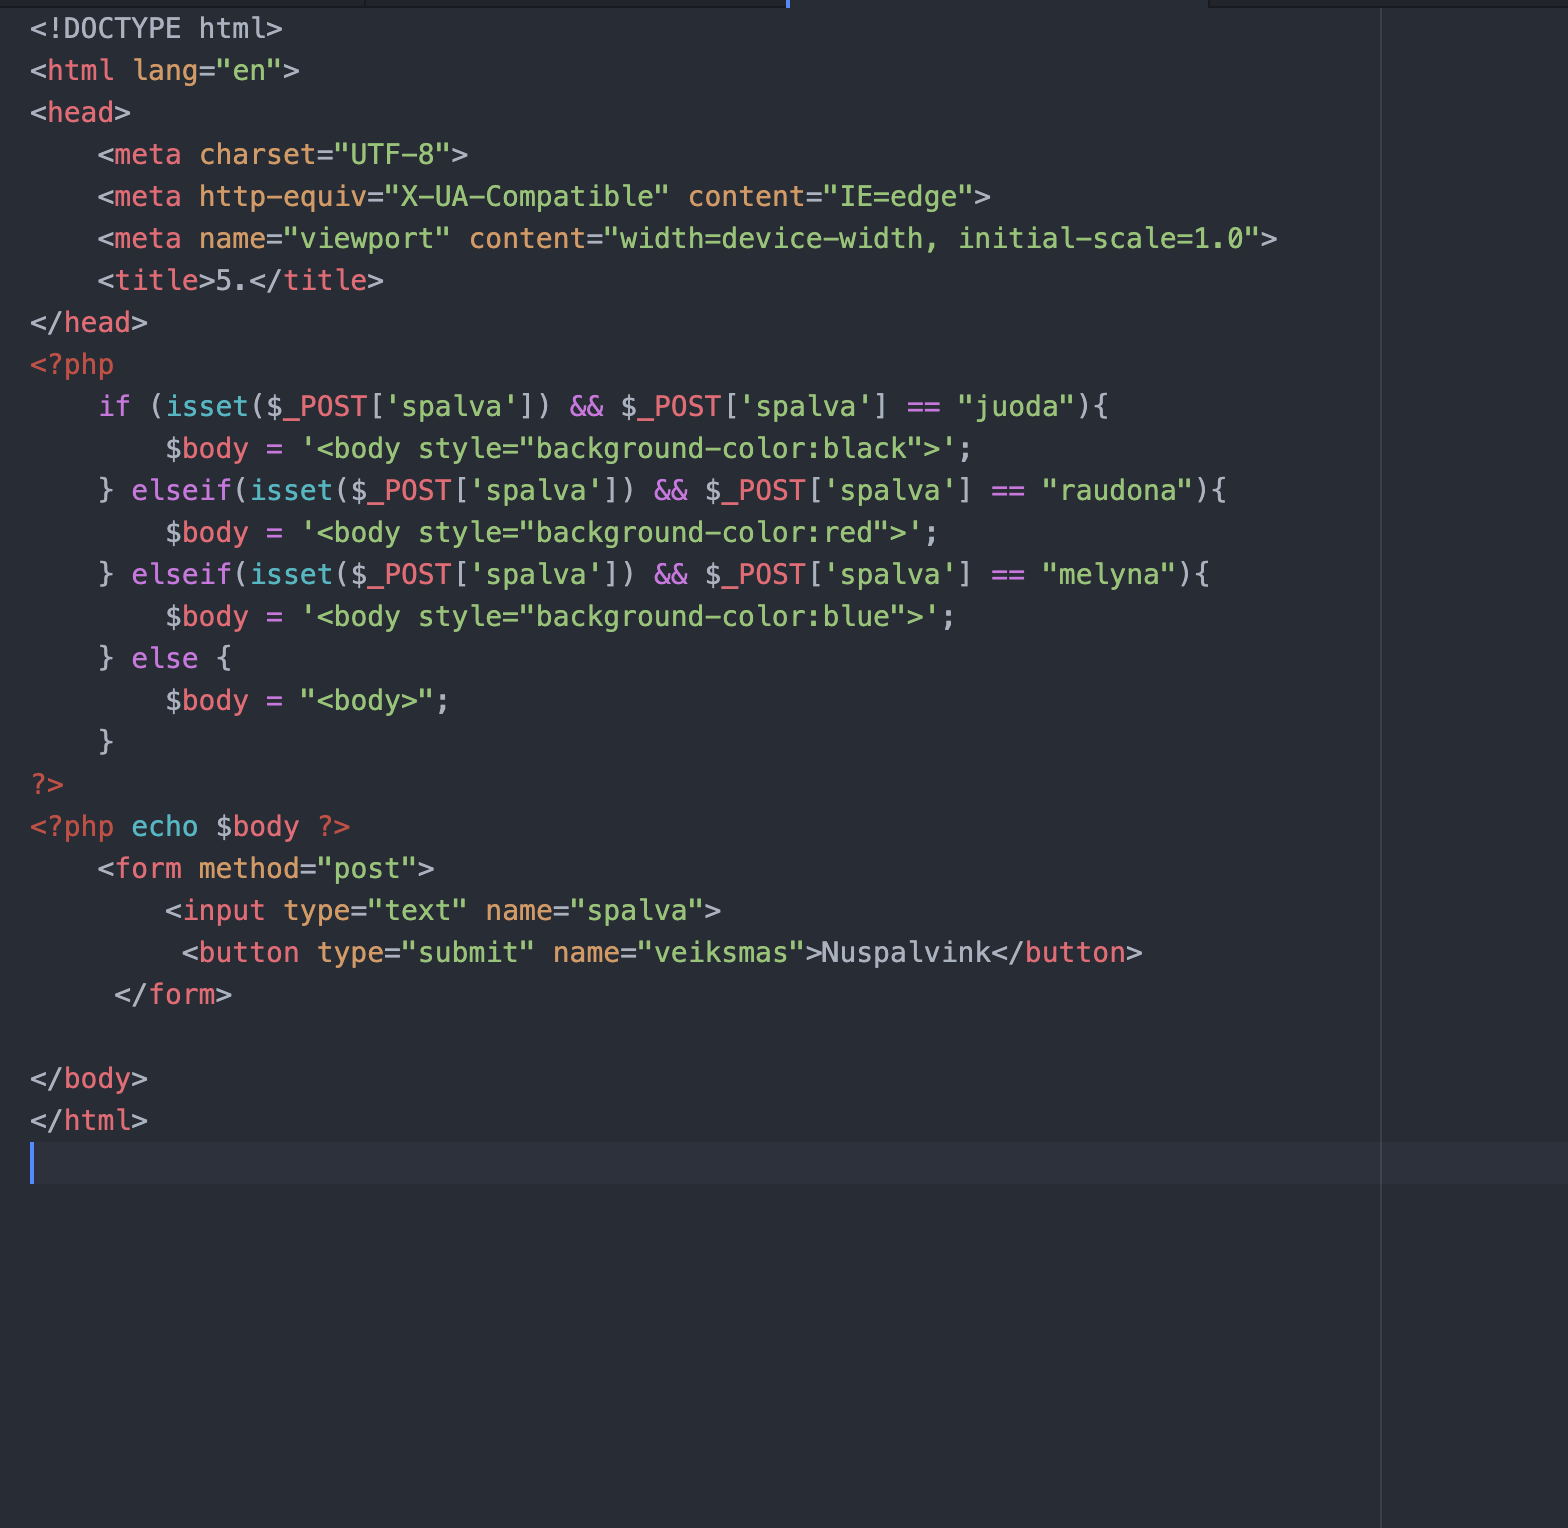 <!DOCTYPE html>
<html lang="en">
<head>
    <meta charset="UTF-8">
    <meta http-equiv="X-UA-Compatible" content="IE=edge">
    <meta name="viewport" content="width=device-width, initial-scale=1.0">
    <title>5.</title>
</head>
<?php
    if (isset($_POST['spalva']) && $_POST['spalva'] == "juoda"){
        $body = '<body style="background-color:black">';
    } elseif(isset($_POST['spalva']) && $_POST['spalva'] == "raudona"){
        $body = '<body style="background-color:red">';
    } elseif(isset($_POST['spalva']) && $_POST['spalva'] == "melyna"){
        $body = '<body style="background-color:blue">';
    } else {
        $body = "<body>";
    }
?>
<?php echo $body ?>
    <form method="post">
        <input type="text" name="spalva">
         <button type="submit" name="veiksmas">Nuspalvink</button>
     </form>

</body>
</html>